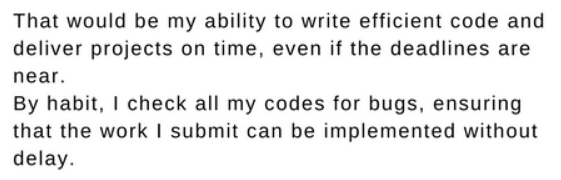 That would be my ability to write efficient code and
deliver projects on time, even if the deadlines are
near.
By habit, I check all my codes for bugs, ensuring
that the work I submit can be implemented without
delay.